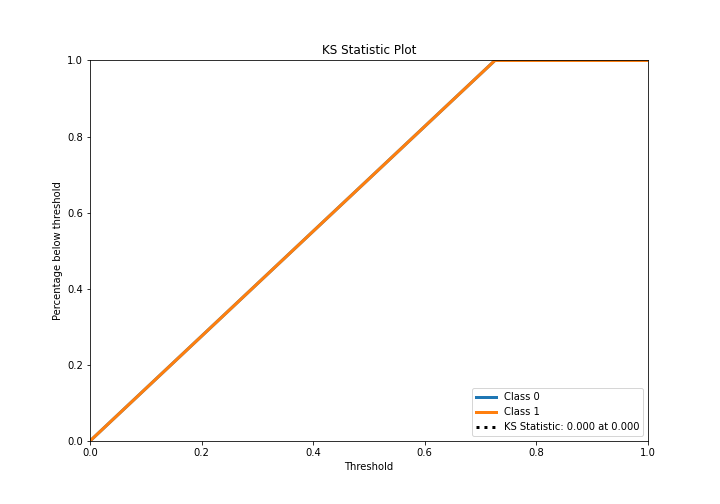 KS Statistic Plot
1.0
0.8
0.6
0.4
0.2
0.0
Percentage below threshold
0.0 0.2 0.4 0.6 0.8 1.0
Threshold
Class 0
Class 1
KS Statistic: 0.000 at 0.000